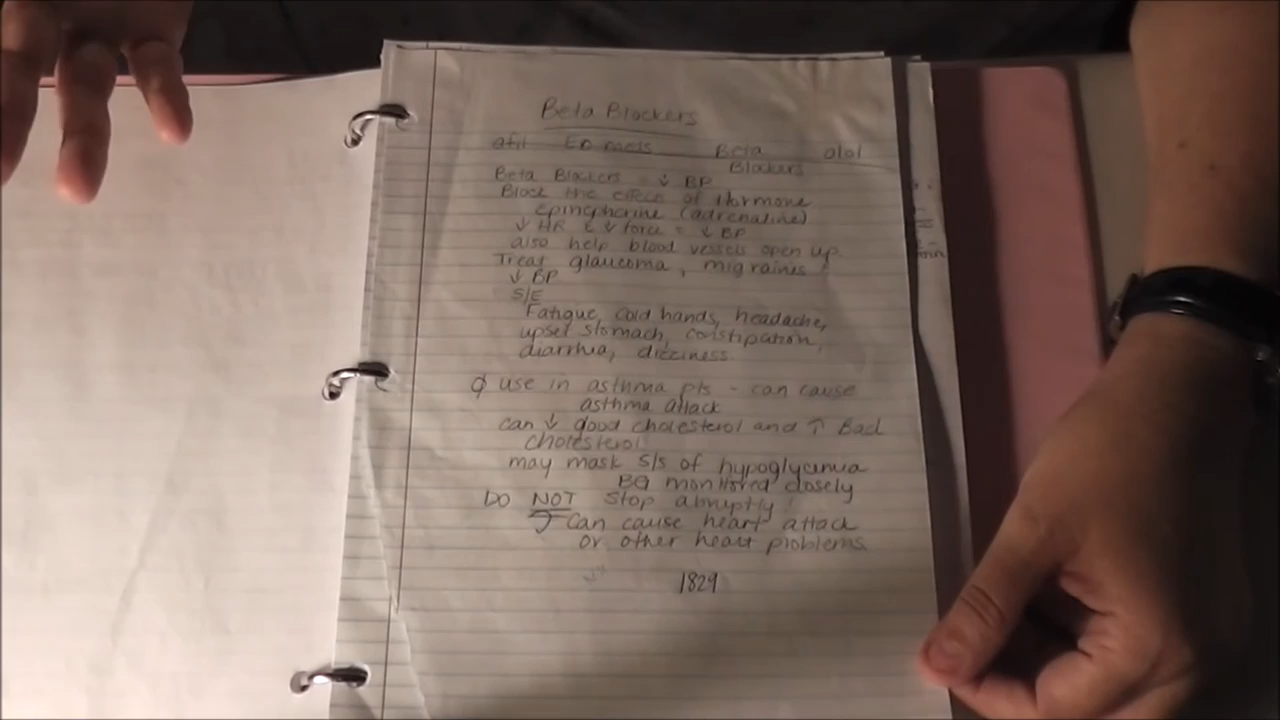 Beta Blockers
afil ED meds Beta olol
Blockers
Beta Blockers = ↓ BP
Block the effects of Hormone
Epinepherine (adrenaline)
↓ HR & ↓ force = ↓ BP
also help blood vessels open up.
Treat glaucoma, migraines &
↓ BP
S/E
Fatigue, cold hands, headache,
upset stomach, constipation,
diarrhea, dizziness.
∅ use in asthma pts - can cause
asthma attack
can ↓ good cholesterol and ↑ Bad
cholesterol
may mask S/S of hypoglycemia
BG monitored closely
DO NOT stop abruptly!
Can cause heart attack
or other heart problems
1829